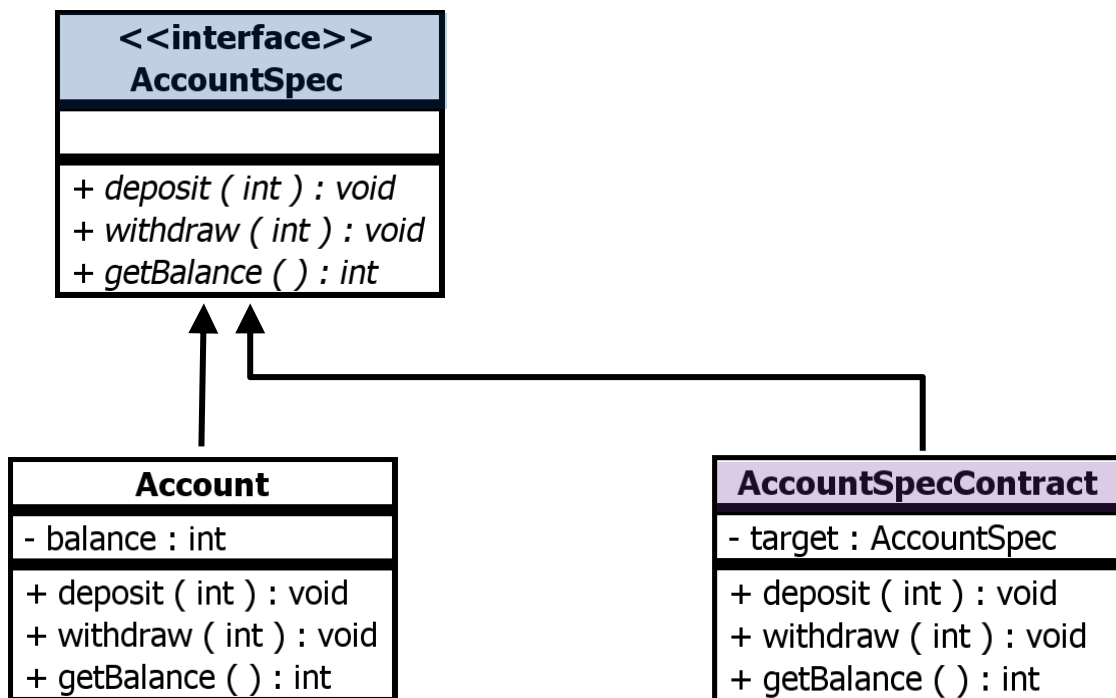 <<interface>>
AccountSpec
+ deposit ( int ) : void
+ withdraw ( int ) : void
+ getBalance ( ) : int
Account
- balance : int
+ deposit ( int ) : void
+ withdraw ( int ) : void
+ getBalance ( ) : int
AccountSpecContract
- target : AccountSpec
+ deposit ( int ) : void
+ withdraw ( int ) : void
+ getBalance ( ) : int